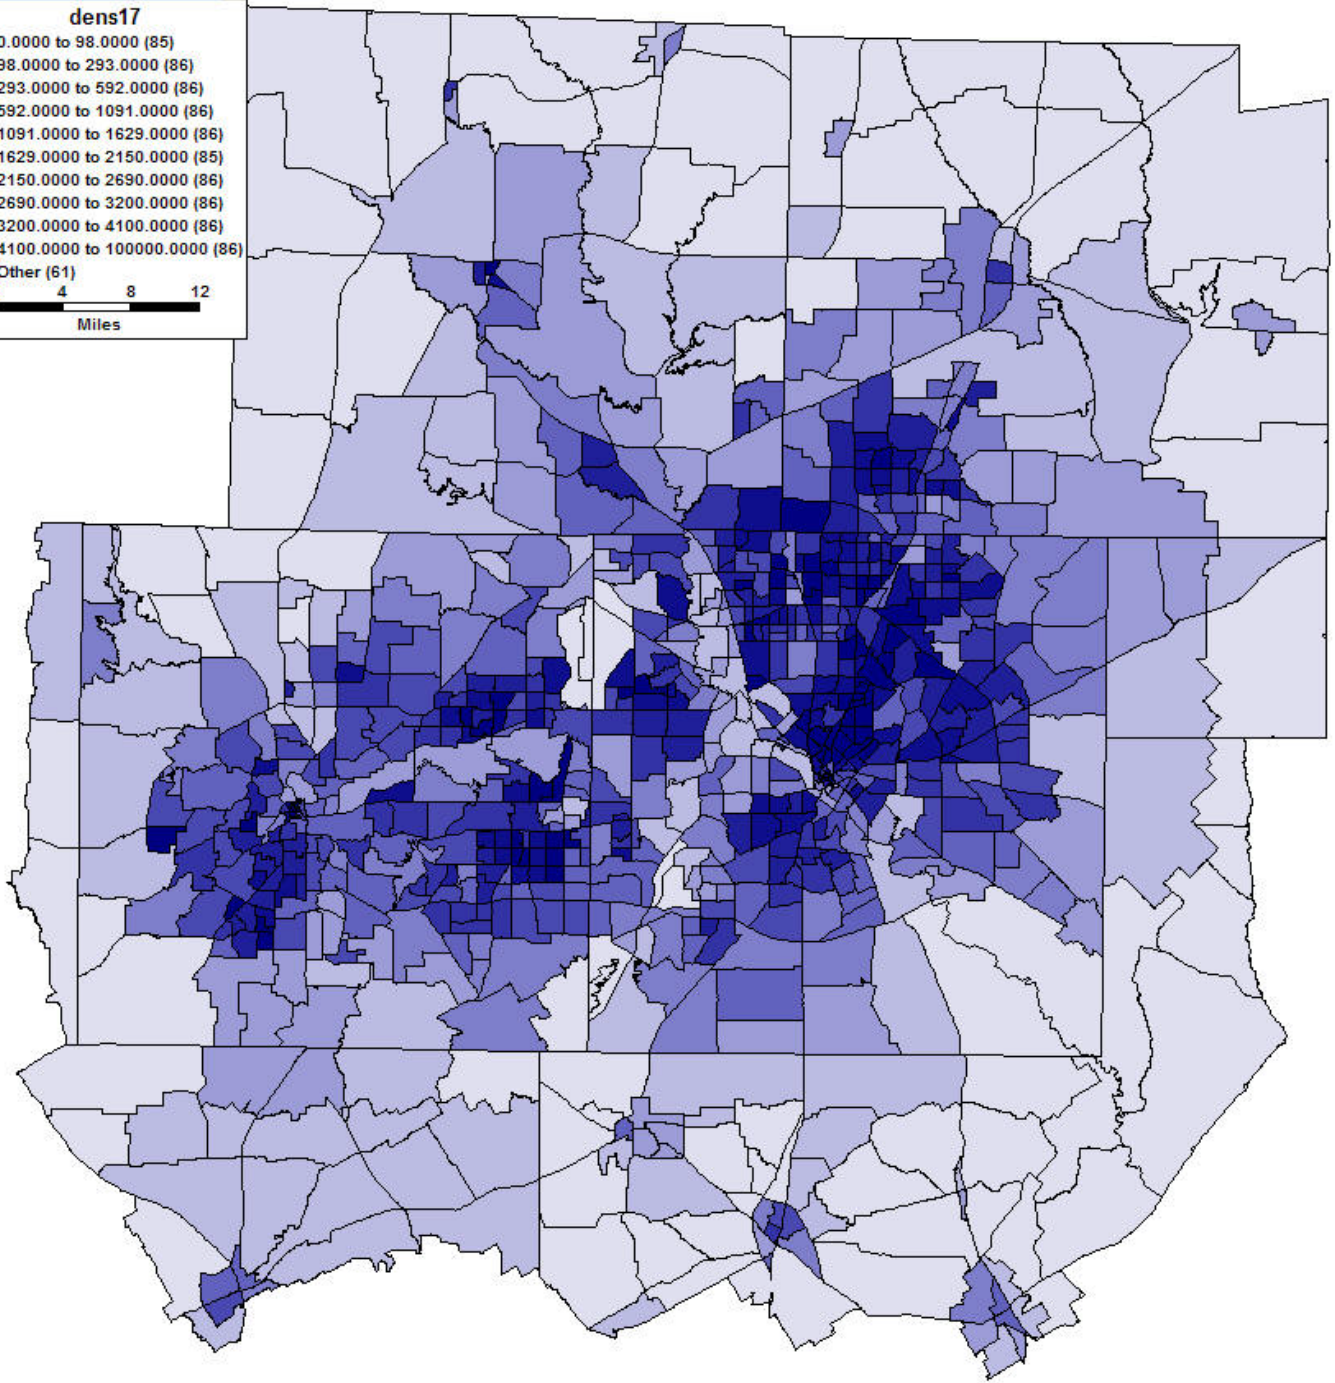 dens17
0.0000 to 98.0000 (85)
98.0000 to 293.0000 (86)
293.0000 to 592.0000 (86)
592.0000 to 1091.0000 (86)
1091.0000 to 1629.0000 (86)
1629.0000 to 2150.0000 (85)
2150.0000 to 2690.0000 (86)
2690.0000 to 3200.0000 (86)
3200.0000 to 4100.0000 (86)
4100.0000 to 100000.0000 (86)
Other (61)
4 8 12
Miles